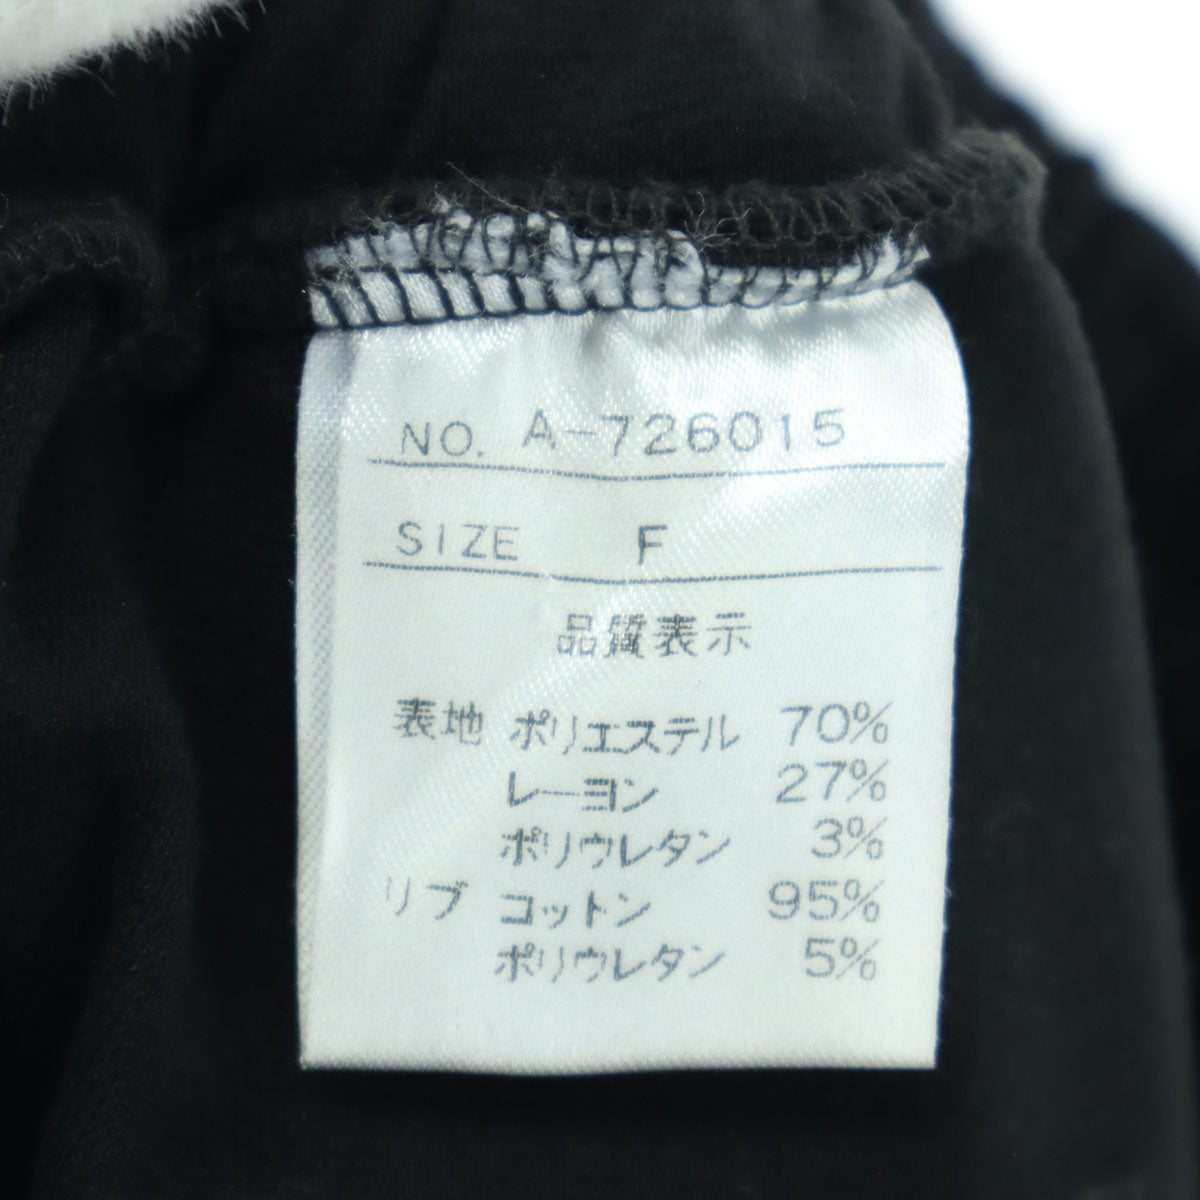 NO. A-726015
SIZE F
品質表示
表地 ポリエステル 70%
レーヨン 27%
ポリウレタン 3%
リブ コットン 95%
ポリウレタン 5%